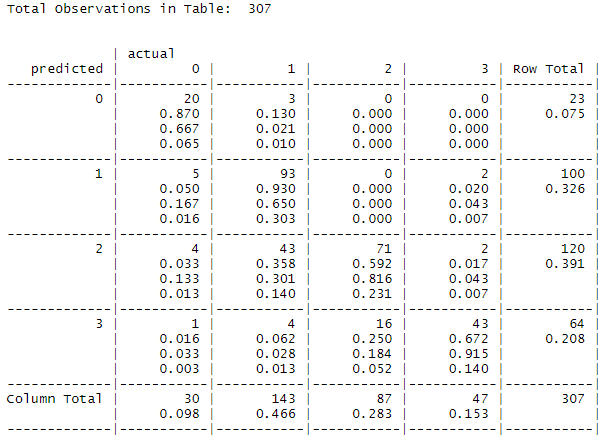 Total Observations in Table:  307
| actual
predicted | 0 | 1 | 2 | 3 | Row Total |
-------------|-----------|-----------|-----------|-----------|-----------|
0 | 20 | 3 | 0 | 0 | 23 |
| 0.870 | 0.130 | 0.000 | 0.000 | 0.075 |
| 0.667 | 0.021 | 0.000 | 0.000 | |
| 0.065 | 0.010 | 0.000 | 0.000 | |
-------------|-----------|-----------|-----------|-----------|-----------|
1 | 5 | 93 | 0 | 2 | 100 |
| 0.050 | 0.930 | 0.000 | 0.020 | 0.326 |
| 0.167 | 0.650 | 0.000 | 0.043 | |
| 0.016 | 0.303 | 0.000 | 0.007 | |
-------------|-----------|-----------|-----------|-----------|-----------|
2 | 4 | 43 | 71 | 2 | 120 |
| 0.033 | 0.358 | 0.592 | 0.017 | 0.391 |
| 0.133 | 0.301 | 0.816 | 0.043 | |
| 0.013 | 0.140 | 0.231 | 0.007 | |
-------------|-----------|-----------|-----------|-----------|-----------|
3 | 1 | 4 | 16 | 43 | 64 |
| 0.016 | 0.062 | 0.250 | 0.672 | 0.208 |
| 0.033 | 0.028 | 0.184 | 0.915 | |
| 0.003 | 0.013 | 0.052 | 0.140 | |
-------------|-----------|-----------|-----------|-----------|-----------|
Column Total | 30 | 143 | 87 | 47 | 307 |
| 0.098 | 0.466 | 0.283 | 0.153 | |
-------------|-----------|-----------|-----------|-----------|-----------|